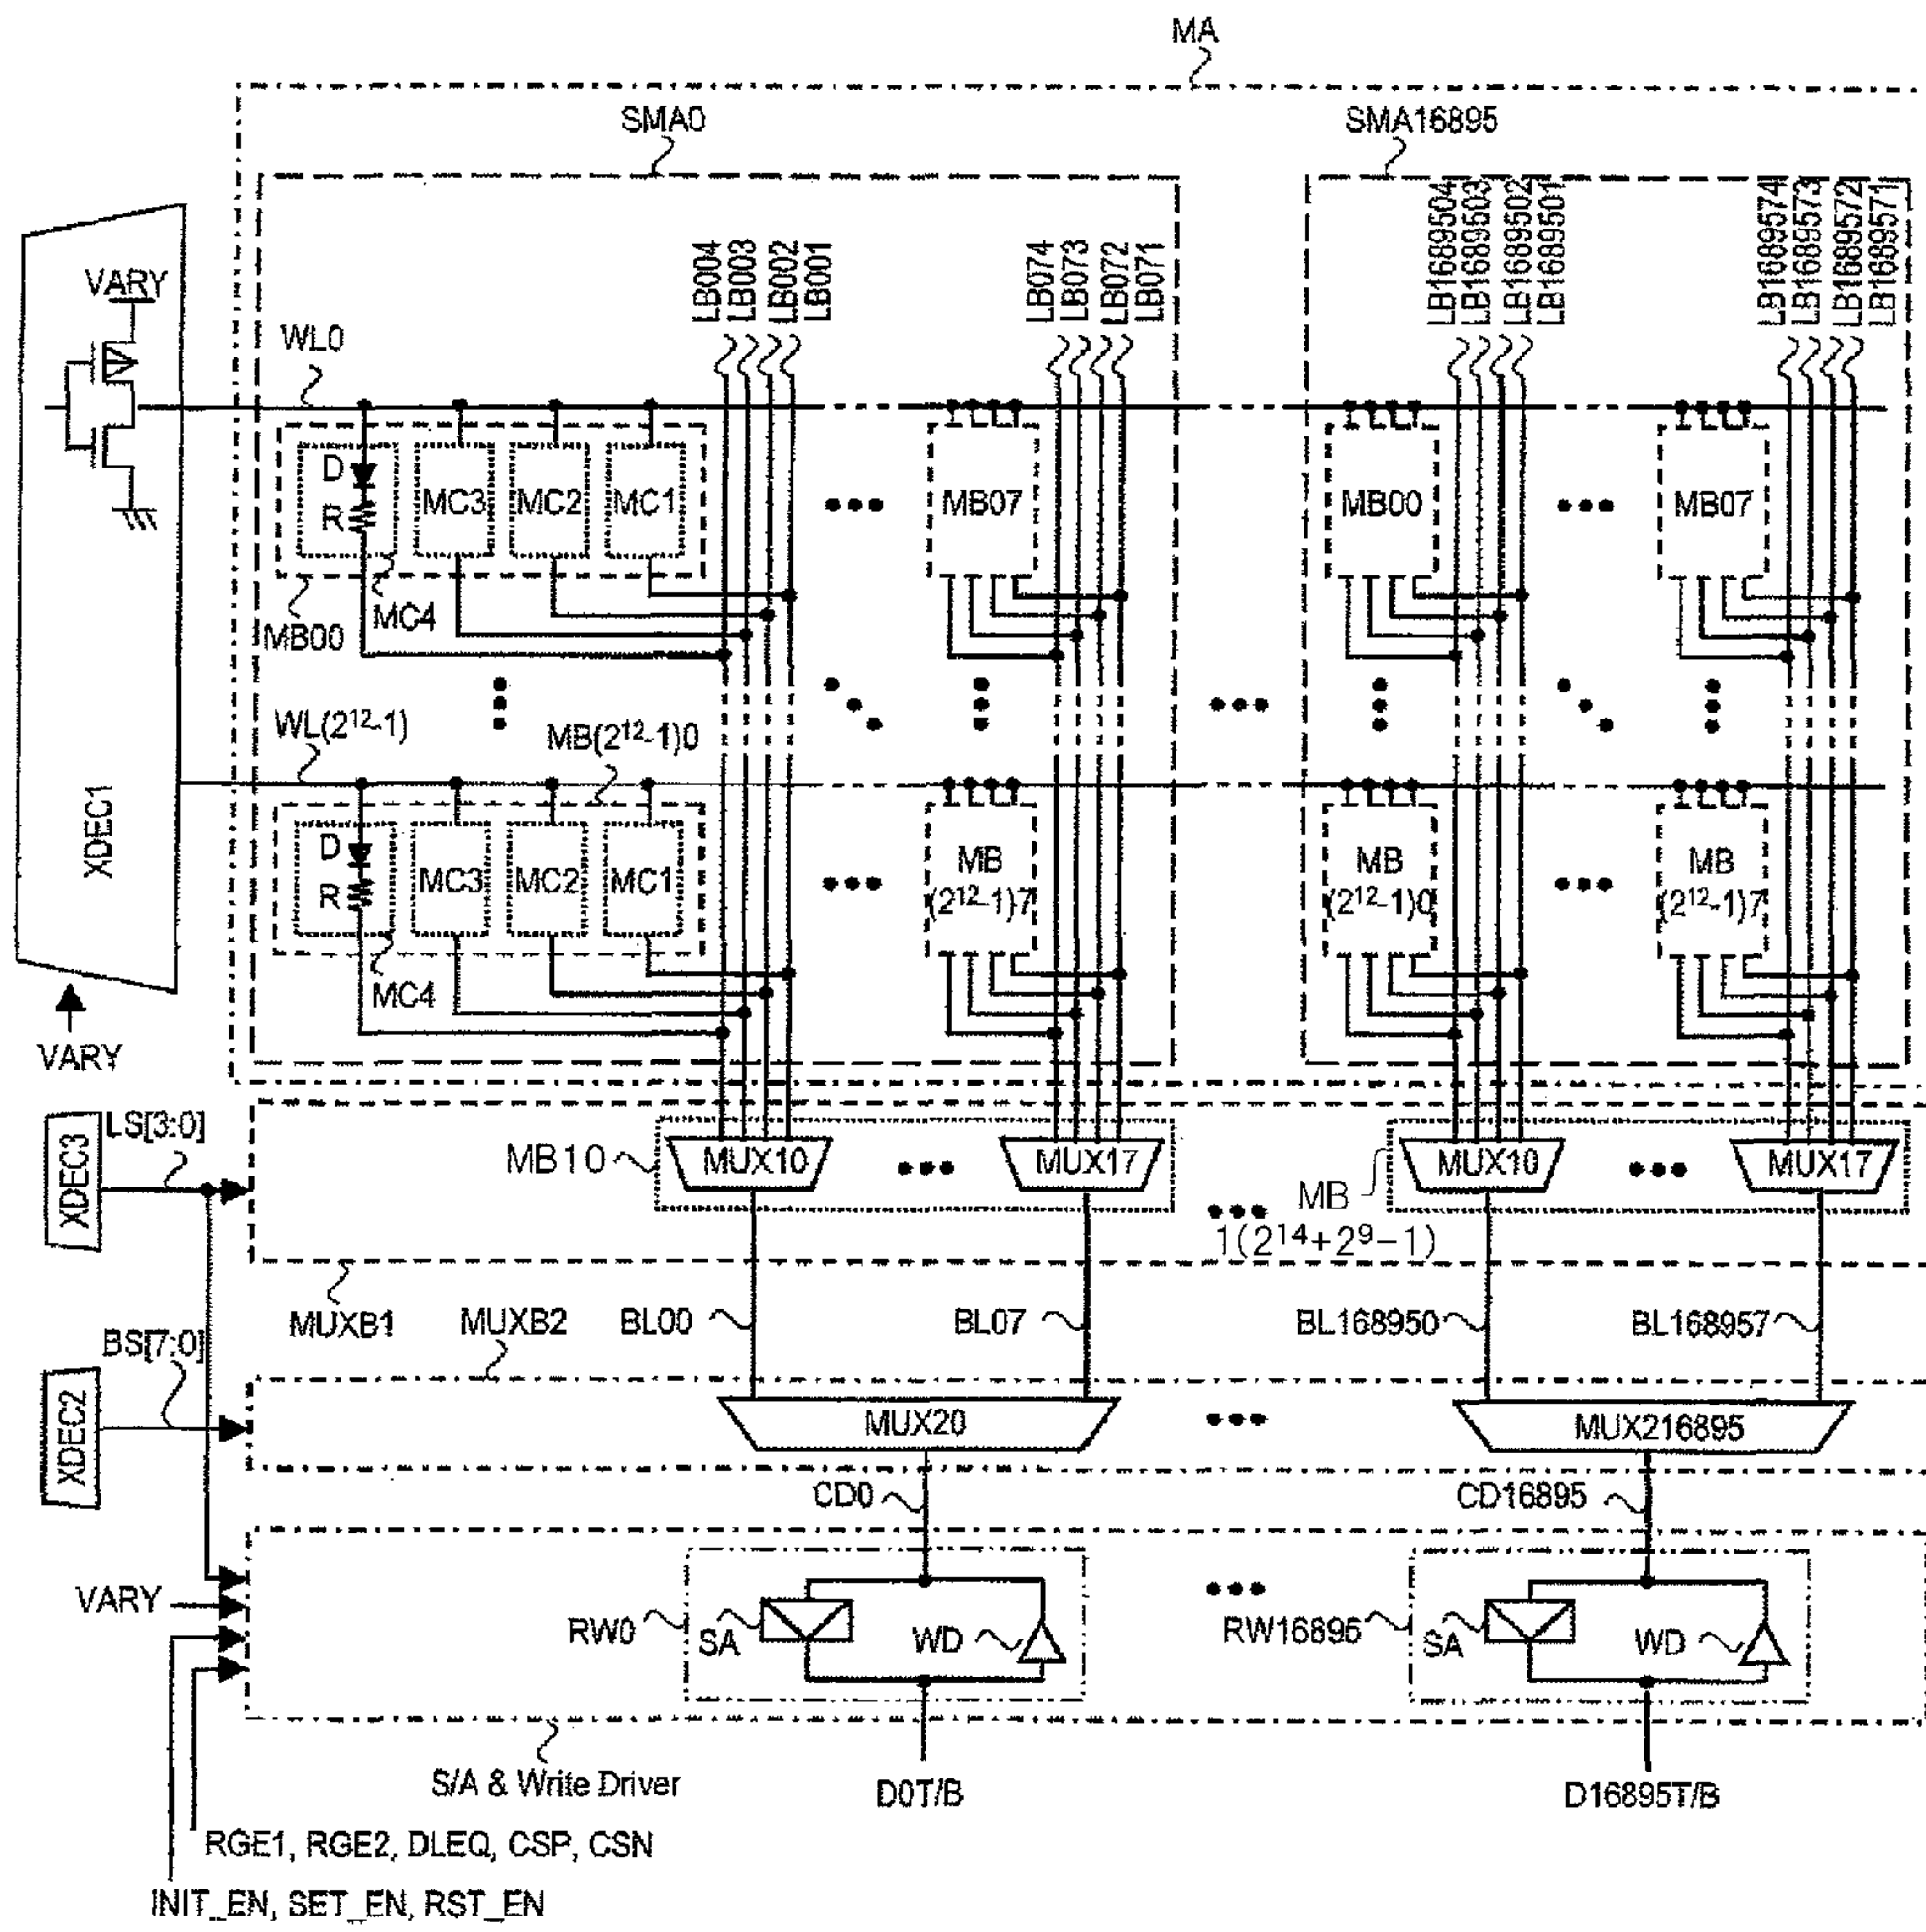 MA
SMA0
SMA16895
LB004
LB003
LB002
LB001
LB074
LB073
LB072
LB071
LB1689504
LB1689503
LB1689502
LB1689501
LB1689574
LB1689573
LB1689572
LB1689571
VARY
WL0
D
R
MC3
MC2
MC1
MB07
MB00
MB07
MC4
MB00
WL(2¹²-1)
MB(2¹²-1)0
XDEC1
D
R
MC3
MC2
MC1
MB
(2¹²-1)7
MB
(2¹²-1)0
MB
(2¹²-1)7
MC4
VARY
XDEC3
LS[3:0]
MB10
MUX10
MUX17
MUX10
MUX17
MB
1(2¹⁴+2⁹-1)
MUXB1
MUXB2
BL00
BL07
BL168950
BL168957
BS[7:0]
XDEC2
MUX20
MUX216895
CD0
CD16895
VARY
RW0
SA
WD
RW16895
SA
WD
S/A & Write Driver
D0T/B
D16895T/B
RGE1, RGE2, DLEQ, CSP, CSN
INIT_EN, SET_EN, RST_EN